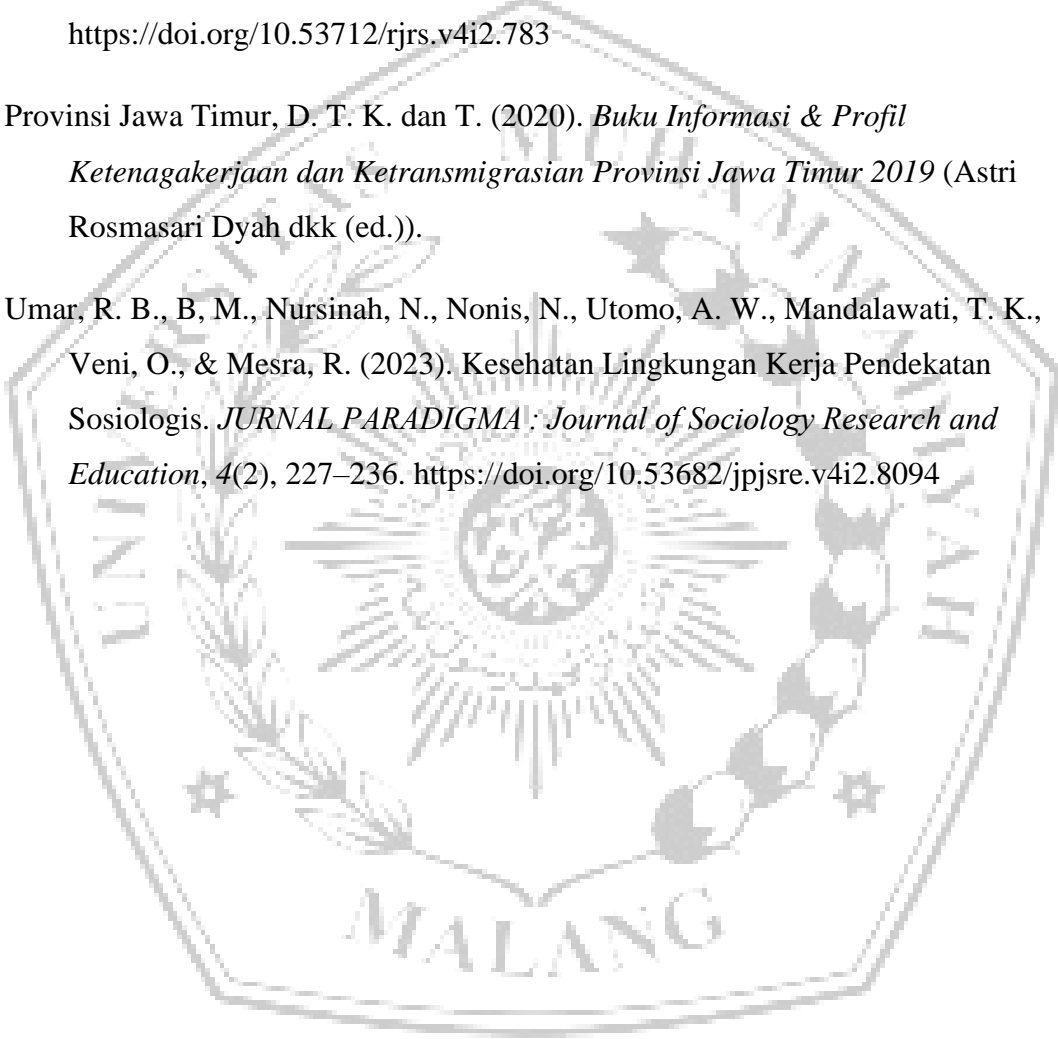 https://doi.org/10.53712/rjrs.v4i2.783
Provinsi Jawa Timur, D. T. K. dan T. (2020). Buku Informasi & Profil
Ketenagakerjaan dan Ketransmigrasian Provinsi Jawa Timur 2019 (Astri
Rosmasari Dyah dkk (ed.)).
Umar, R. B., B, M., Nursinah, N., Nonis, N., Utomo, A. W., Mandalawati, T. K.,
Veni, O., & Mesra, R. (2023). Kesehatan Lingkungan Kerja Pendekatan
Sosiologis. JURNAL PARADIGMA : Journal of Sociology Research and
Education, 4(2), 227–236. https://doi.org/10.53682/jpjsre.v4i2.8094
UNIVERSITAS MUHAMMADIYAH
MALANG